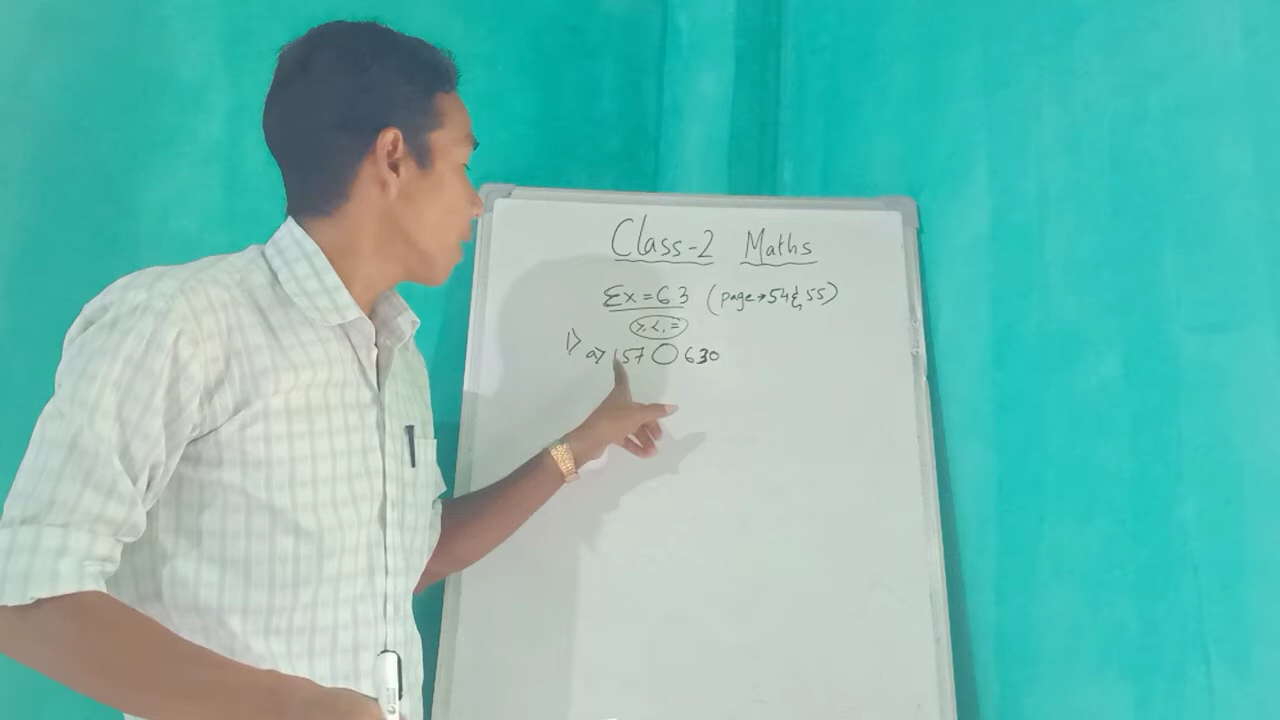 Class-2 Maths
Ex=63 (page→54 & 55)
>, <, =
1) a) 157 ○ 630